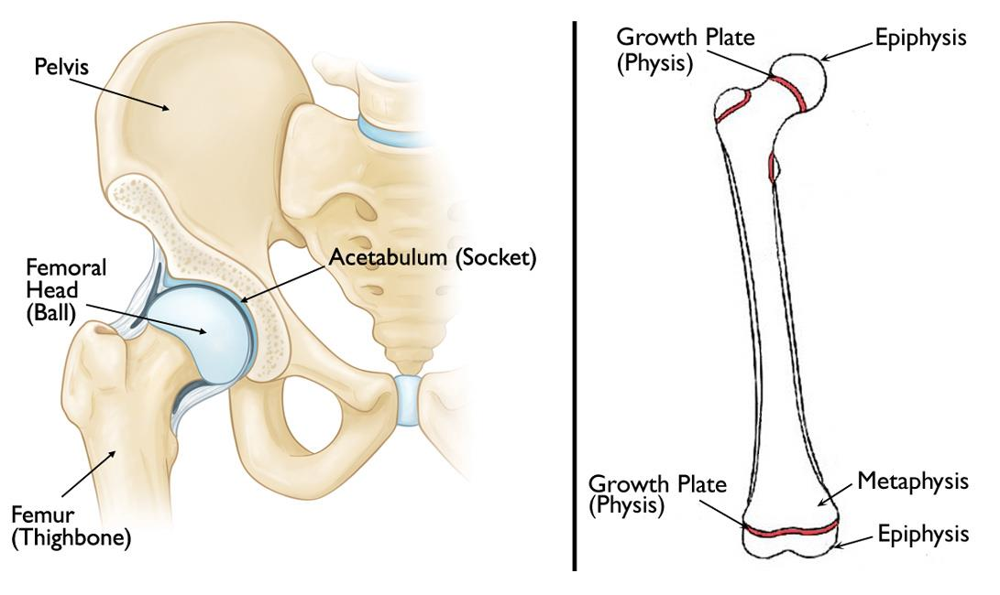 Pelvis
Femoral
Head
(Ball)
Acetabulum (Socket)
Femur
(Thighbone)
Growth Plate
(Physis)
Epiphysis
Growth Plate
(Physis)
Metaphysis
Epiphysis